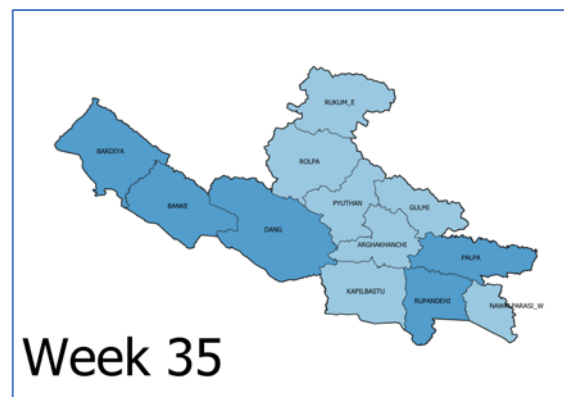 RUKUM_E
BARDIYA
ROLPA
BANKE
PYUTHAN
GULMI
DANG
ARGHAKHANCHI
PALPA
KAPILBASTU
RUPANDEHI
NAWALPARASI_W
Week 35